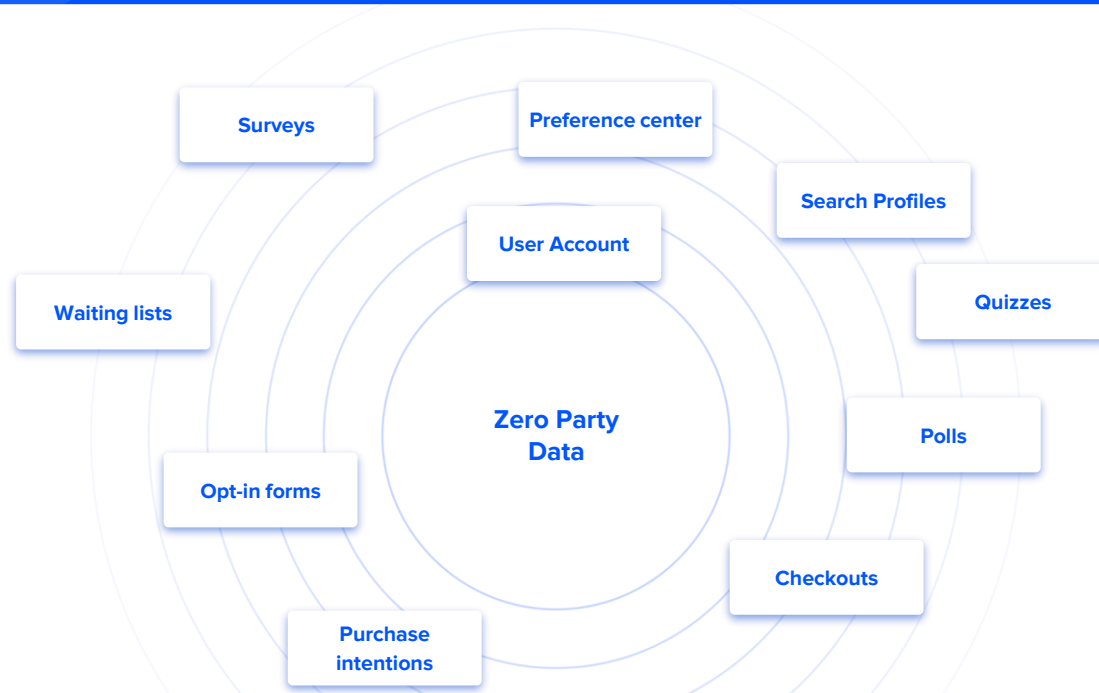 Surveys
Preference center
Search Profiles
User Account
Quizzes
Waiting lists
Zero Party
Data
Polls
Opt-in forms
Checkouts
Purchase
intentions